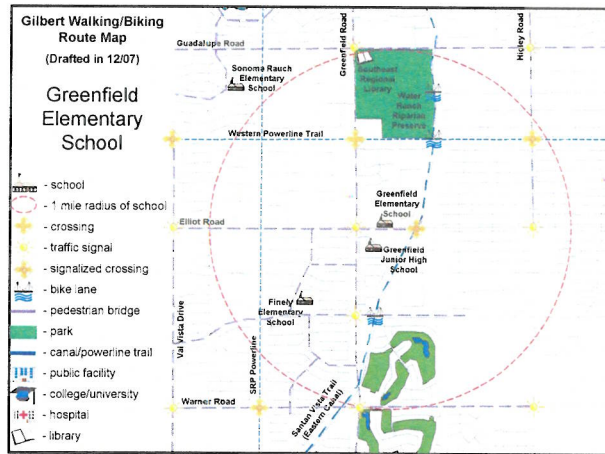 Gilbert Walking/Biking
Route Map
(Drafted in 12/07)
Greenfield
Elementary
School
- school
- 1 mile radius of school
- crossing
- traffic signal
- signalized crossing
- bike lane
- pedestrian bridge
- park
- canal/powerline trail
- public facility
- college/university
- hospital
- library
Guadalupe Road
Sonoma Rauch
Elementary
School
Greenfield Road
Higley Road
Southeast
Regional
Library
Water
Ranch
Riparian
Preserve
Western Powerline Trail
Elliot Road
Greenfield
Elementary
School
Greenfield
Junior High
School
Finely
Elementary
School
Val Vista Drive
SRP Powerline
Warner Road
Santan Vista Trail
(Eastern Canal)